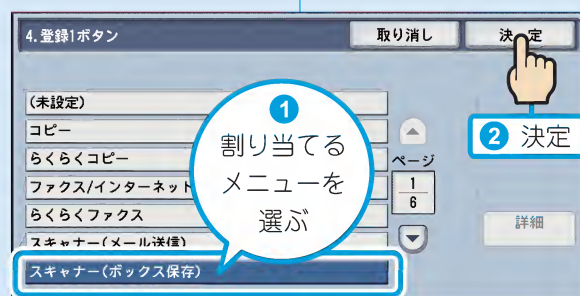 4.登録1ボタン
取り消し
決定
(未設定)
コピー
らくらくコピー
ファクス/インターネット
らくらくファクス
スキャナー(メール送信)
スキャナー(ボックス保存)
1
割り当てる
メニューを
選ぶ
ページ
1
6
2 決定
詳細